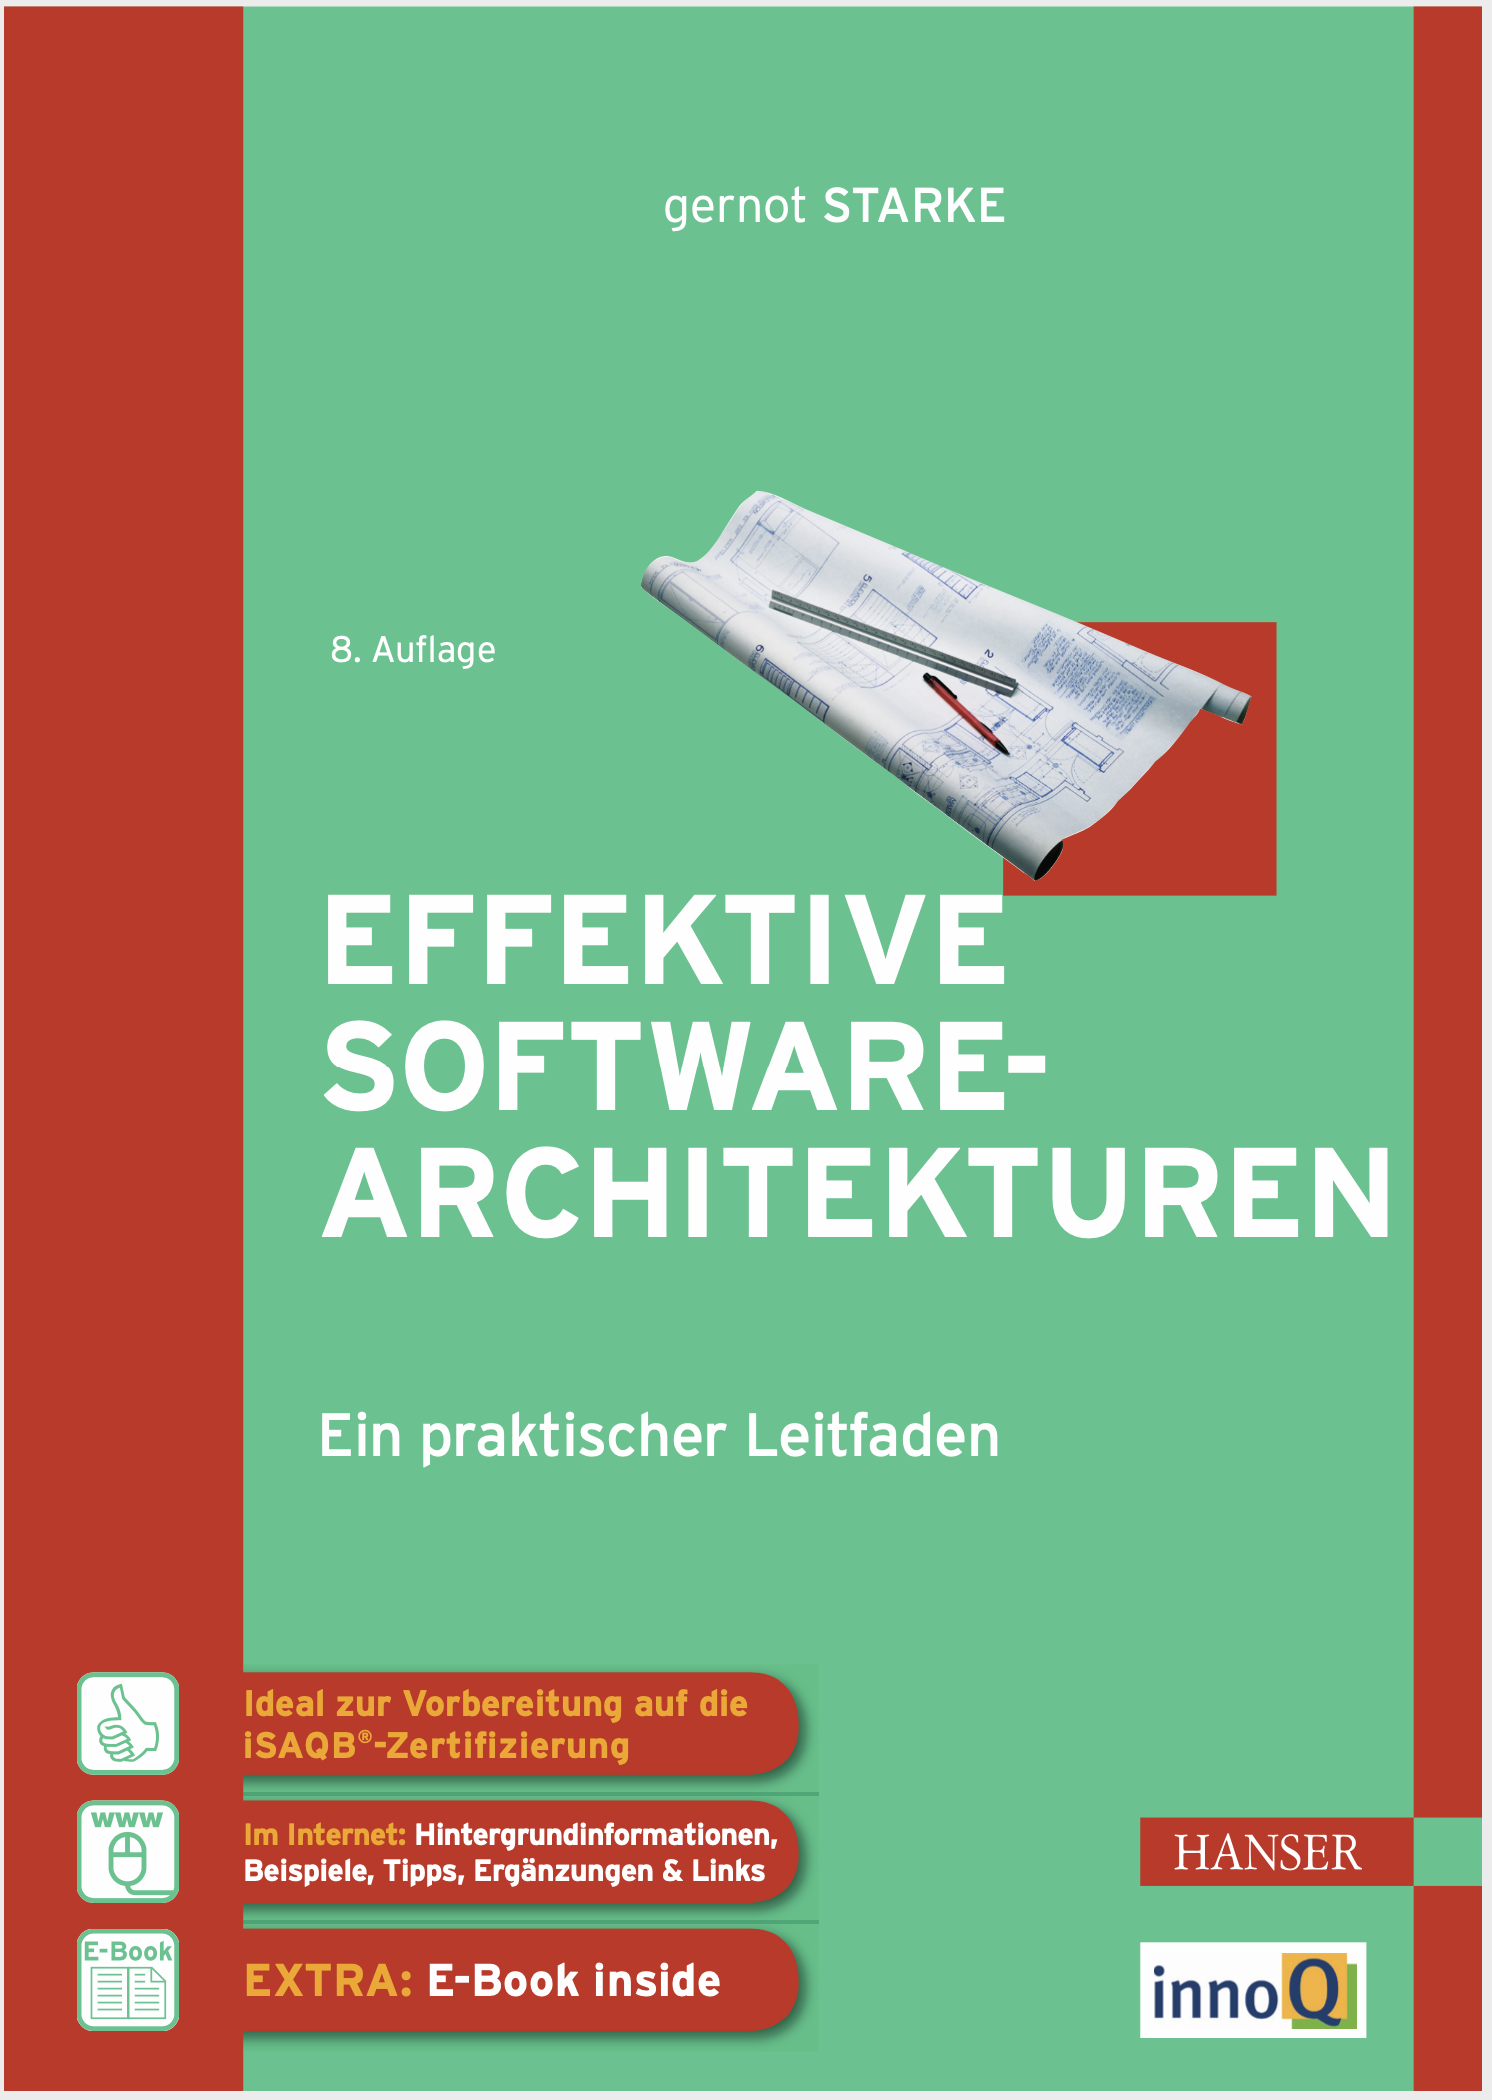 gernot STARKE
8. Auflage
EFFEKTIVE
SOFTWARE-
ARCHITEKTUREN
Ein praktischer Leitfaden
Ideal zur Vorbereitung auf die
iSAQB®-Zertifizierung
WWW
Im Internet: Hintergrundinformationen,
Beispiele, Tipps, Ergänzungen & Links
E-Book
EXTRA: E-Book inside
HANSER
innoQ